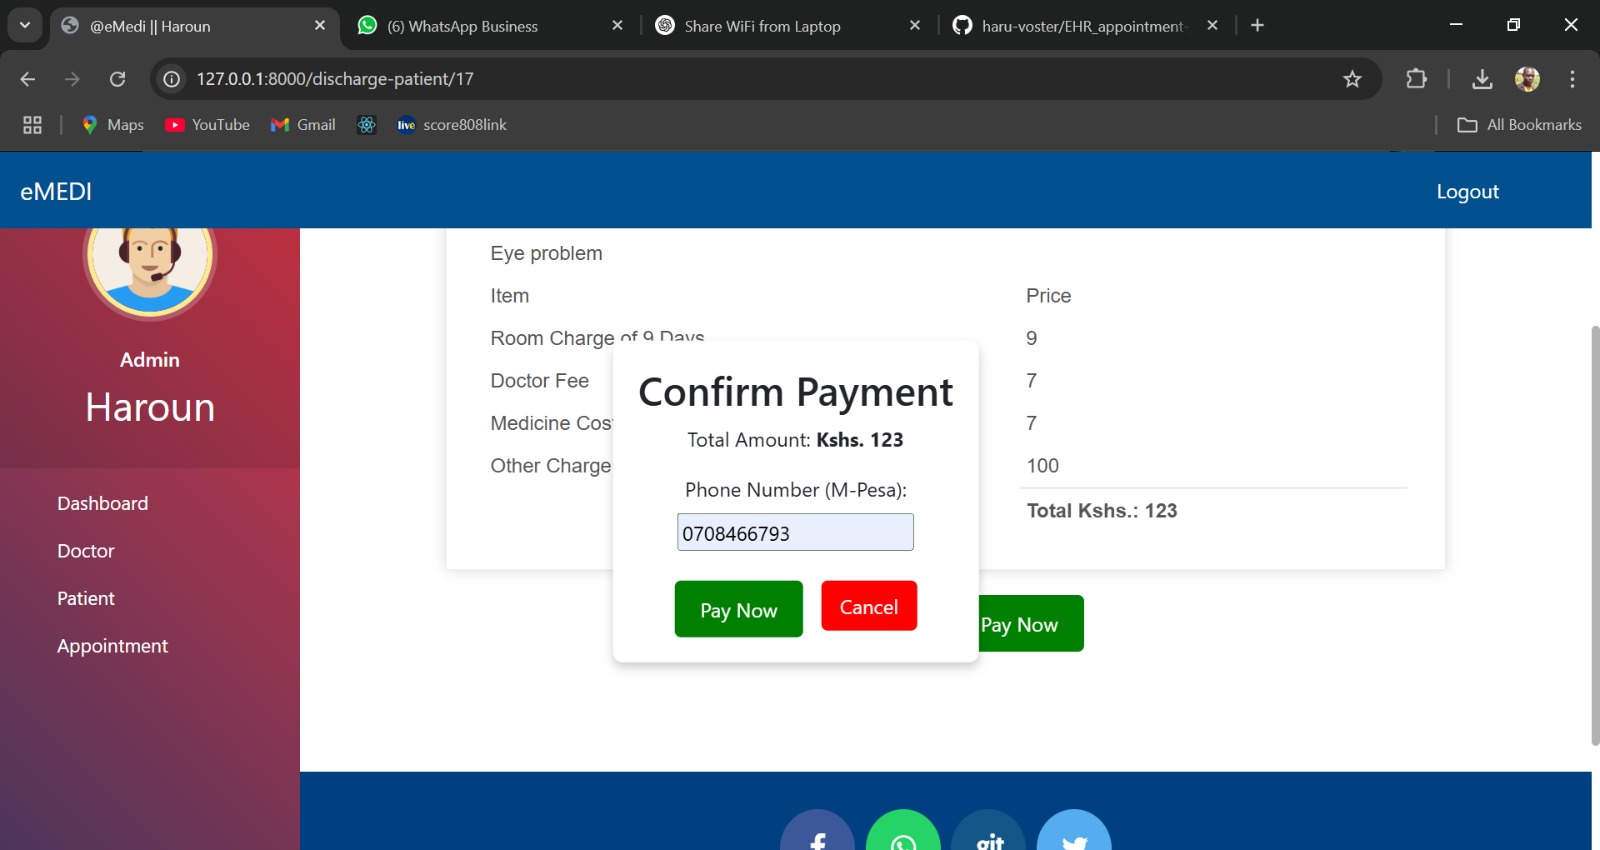 @eMedi || Haroun
(6) WhatsApp Business
Share WiFi from Laptop
haru-voster/EHR_appointment-
127.0.0.1:8000/discharge-patient/17
Maps
YouTube
Gmail
live
score808link
All Bookmarks
eMEDI
Logout
Admin
Haroun
Dashboard
Doctor
Patient
Appointment
Eye problem
Item Price
Room Charge of 9 Days 9
Doctor Fee 7
Medicine Cos 7
Other Charge 100
Total Kshs.: 123
Confirm Payment
Total Amount: Kshs. 123
Phone Number (M-Pesa):
0708466793
Pay Now
Cancel
Pay Now
f
git